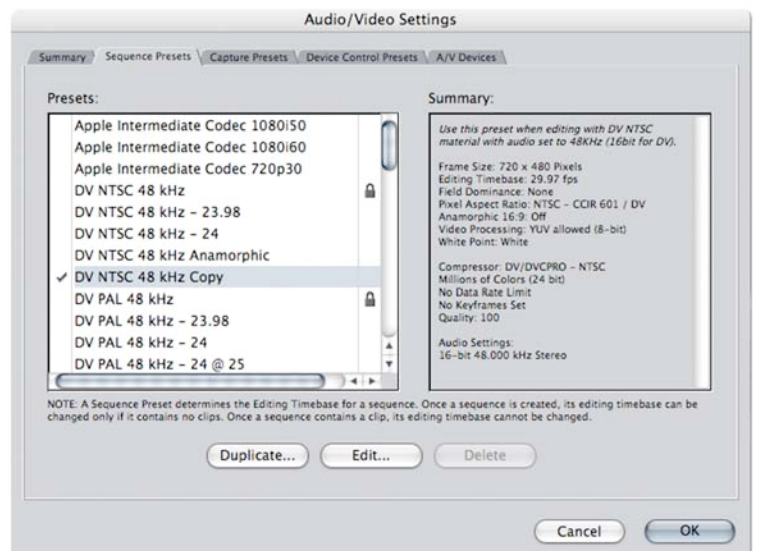 Audio/Video Settings
Summary
Sequence Presets
Capture Presets
Device Control Presets
A/V Devices
Presets:
Apple Intermediate Codec 1080i50
Apple Intermediate Codec 1080i60
Apple Intermediate Codec 720p30
DV NTSC 48 kHz
DV NTSC 48 kHz - 23.98
DV NTSC 48 kHz - 24
DV NTSC 48 kHz Anamorphic
✓ DV NTSC 48 kHz Copy
DV PAL 48 kHz
DV PAL 48 kHz - 23.98
DV PAL 48 kHz - 24
DV PAL 48 kHz - 24 @ 25
Summary:
Use this preset when editing with DV NTSC
material with audio set to 48KHz (16bit for DV).
Frame Size: 720 x 480 Pixels
Editing Timebase: 29.97 fps
Field Dominance: None
Pixel Aspect Ratio: NTSC - CCIR 601 / DV
Anamorphic 16:9: Off
Video Processing: YUV allowed (8-bit)
White Point: White
Compressor: DV/DVCPRO - NTSC
Millions of Colors (24 bit)
No Data Rate Limit
No Keyframes Set
Quality: 100
Audio Settings:
16-bit 48.000 kHz Stereo
NOTE: A Sequence Preset determines the Editing Timebase for a sequence. Once a sequence is created, its editing timebase can be
changed only if it contains no clips. Once a sequence contains a clip, its editing timebase cannot be changed.
Duplicate...
Edit...
Delete
Cancel
OK